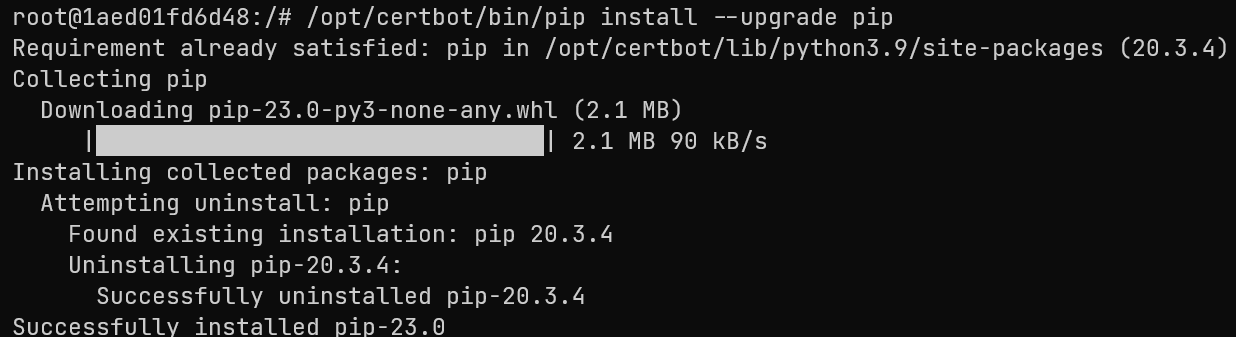 root@1aed01fd6d48:/# /opt/certbot/bin/pip install --upgrade pip
Requirement already satisfied: pip in /opt/certbot/lib/python3.9/site-packages (20.3.4)
Collecting pip
  Downloading pip-23.0-py3-none-any.whl (2.1 MB)
     |████████████████████████████████| 2.1 MB 90 kB/s
Installing collected packages: pip
  Attempting uninstall: pip
    Found existing installation: pip 20.3.4
    Uninstalling pip-20.3.4:
      Successfully uninstalled pip-20.3.4
Successfully installed pip-23.0